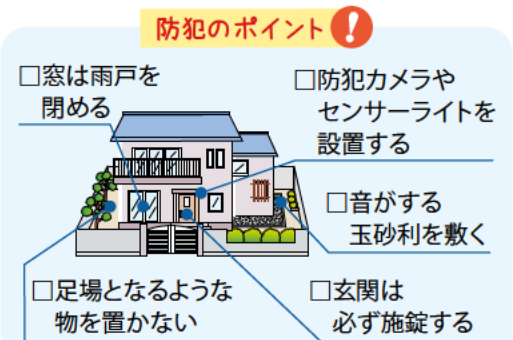 防犯のポイント!
□窓は雨戸を
閉める
□防犯カメラや
センサーライトを
設置する
□音がする
玉砂利を敷く
□足場となるような
物を置かない
□玄関は
必ず施錠する